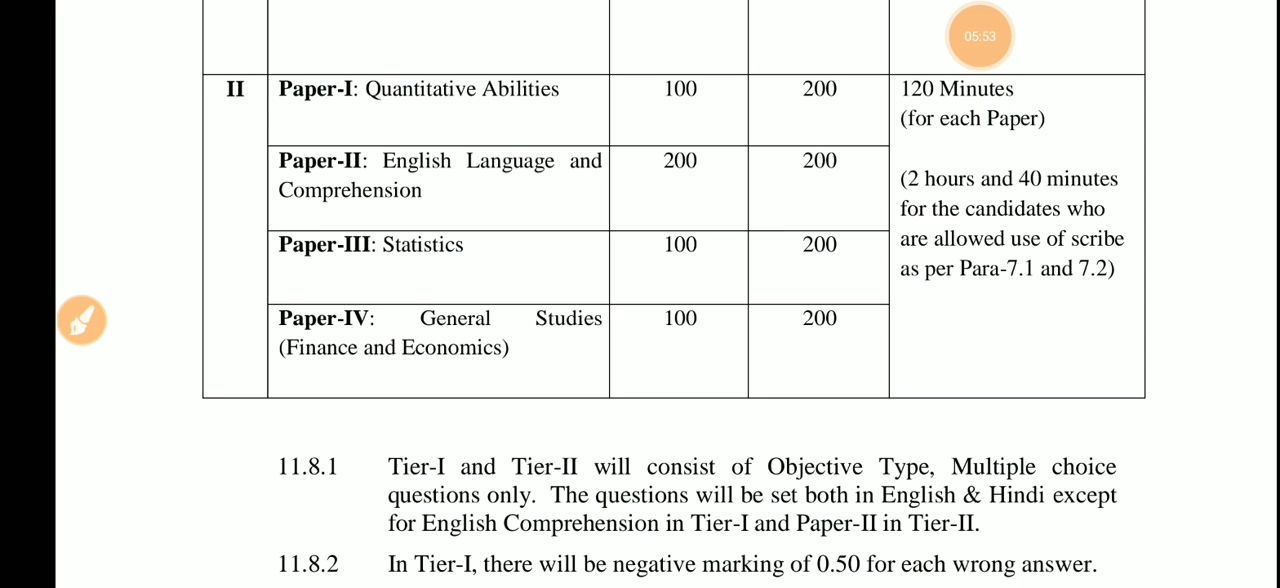 05:53
II Paper-I: Quantitative Abilities 100 200 120 Minutes
(for each Paper)
Paper-II: English Language and 200 200
Comprehension
(2 hours and 40 minutes
for the candidates who
are allowed use of scribe
as per Para-7.1 and 7.2)
Paper-III: Statistics 100 200
Paper-IV: General Studies 100 200
(Finance and Economics)
11.8.1 Tier-I and Tier-II will consist of Objective Type, Multiple choice
questions only. The questions will be set both in English & Hindi except
for English Comprehension in Tier-I and Paper-II in Tier-II.
11.8.2 In Tier-I, there will be negative marking of 0.50 for each wrong answer.